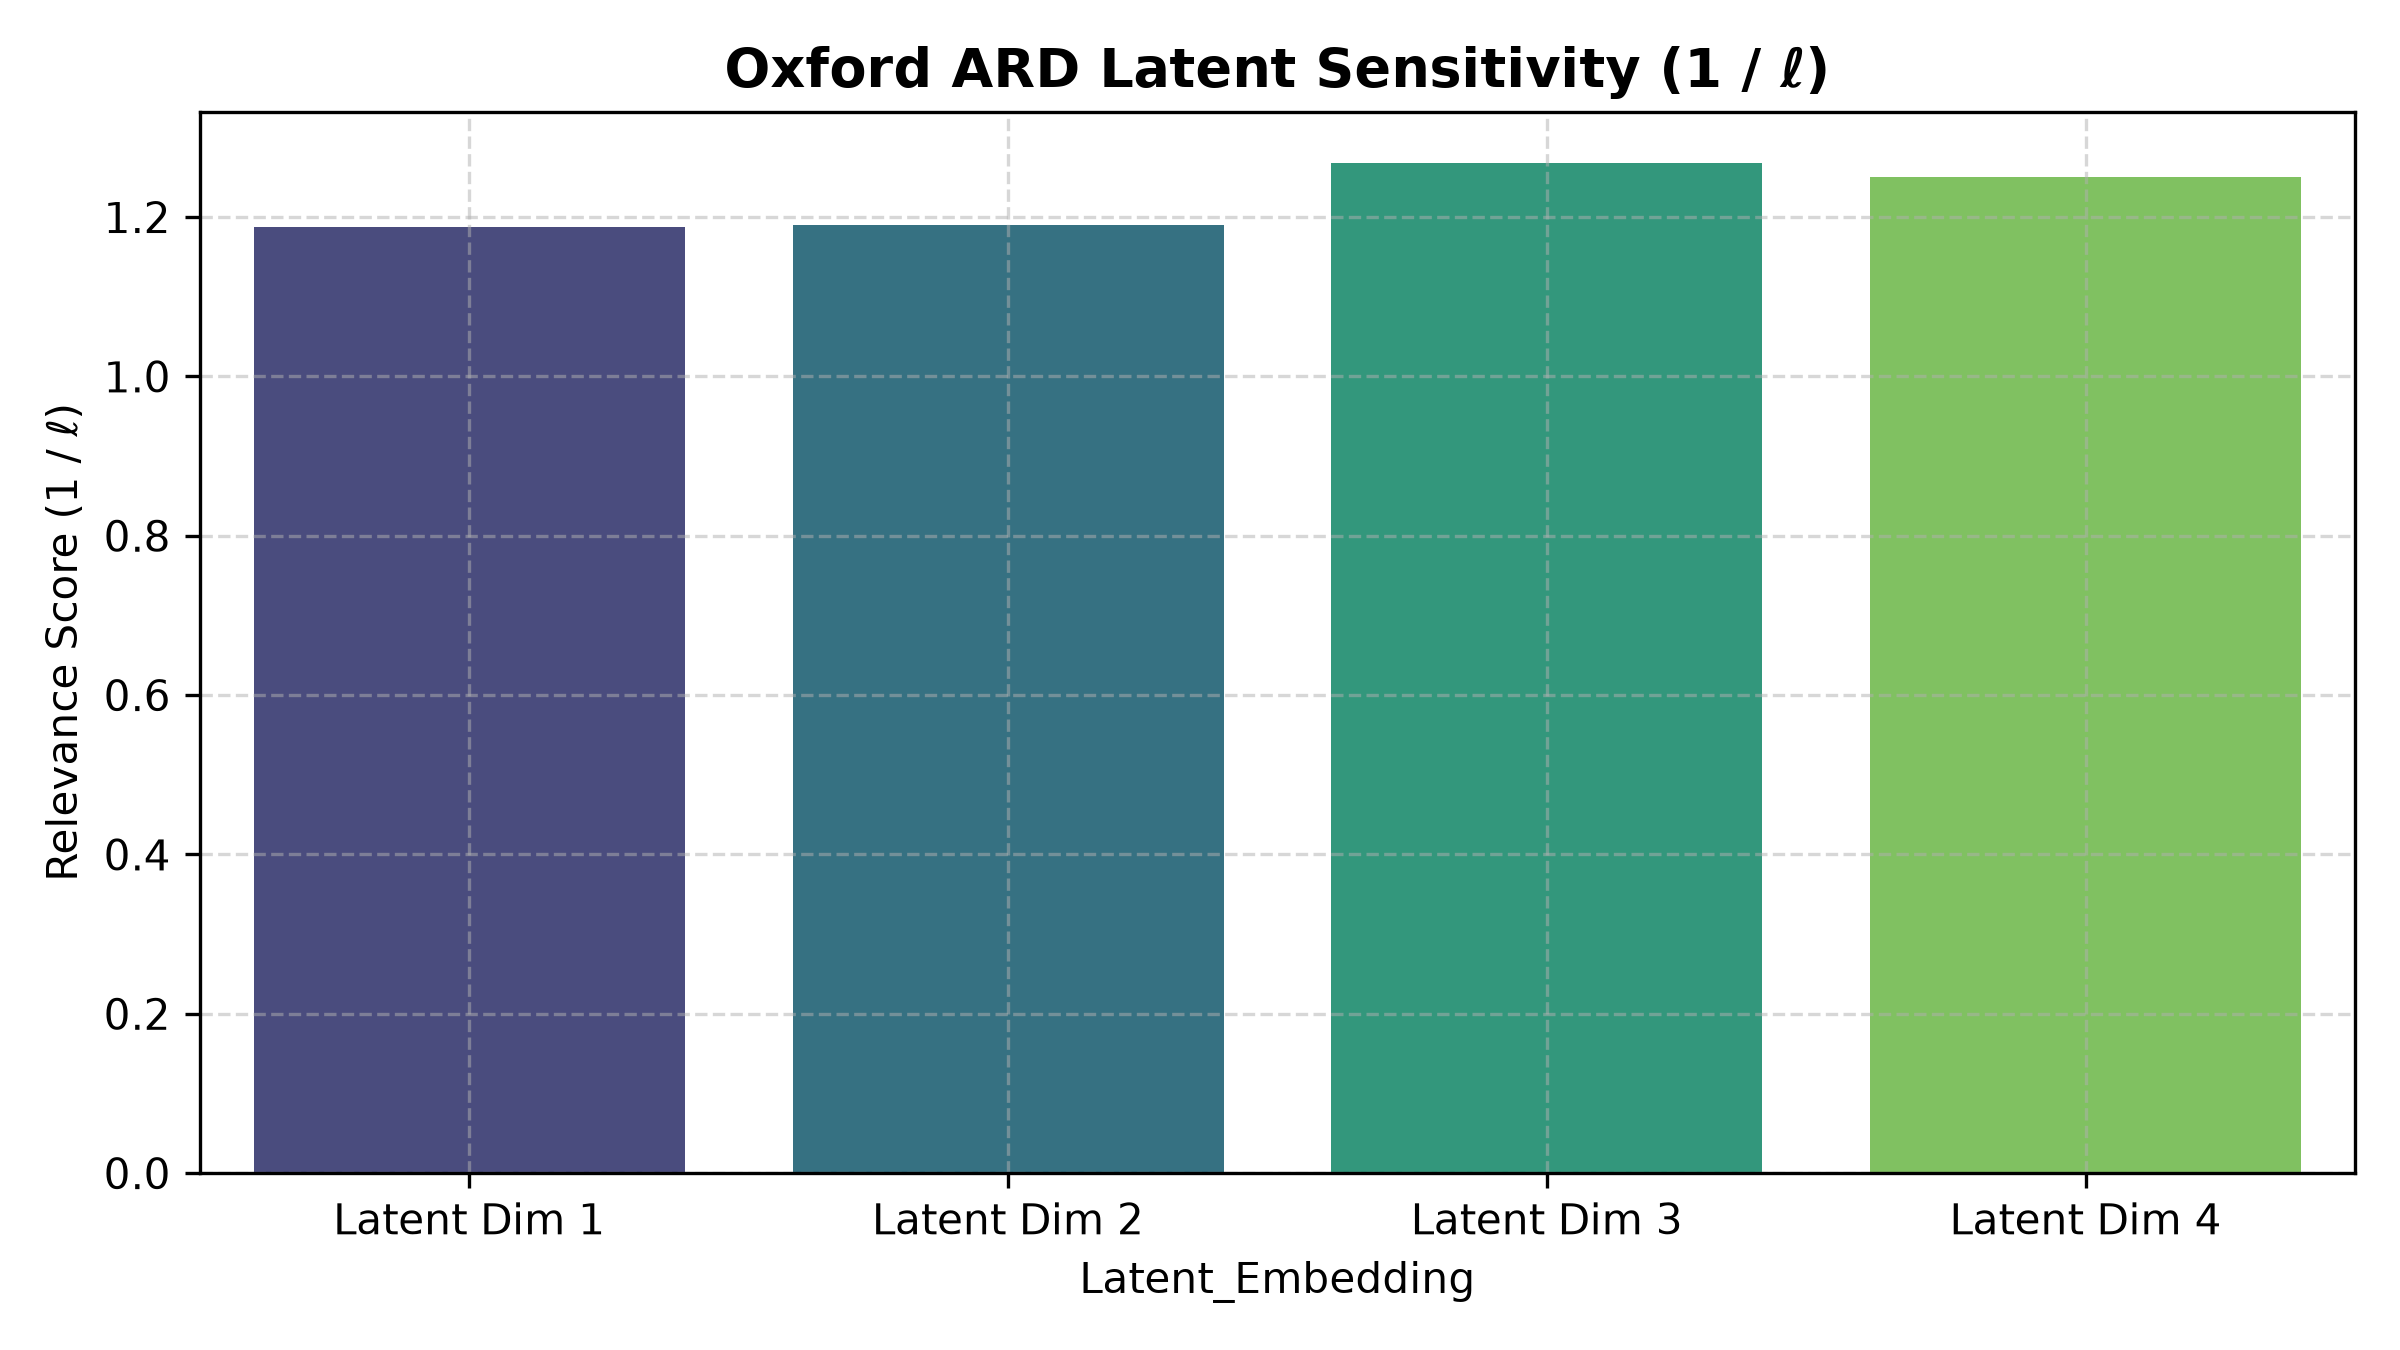 Oxford ARD Latent Sensitivity (1 / ℓ)
Relevance Score (1 / ℓ)
1.2
1.0
0.8
0.6
0.4
0.2
0.0
Latent Dim 1
Latent Dim 2
Latent Dim 3
Latent Dim 4
Latent_Embedding